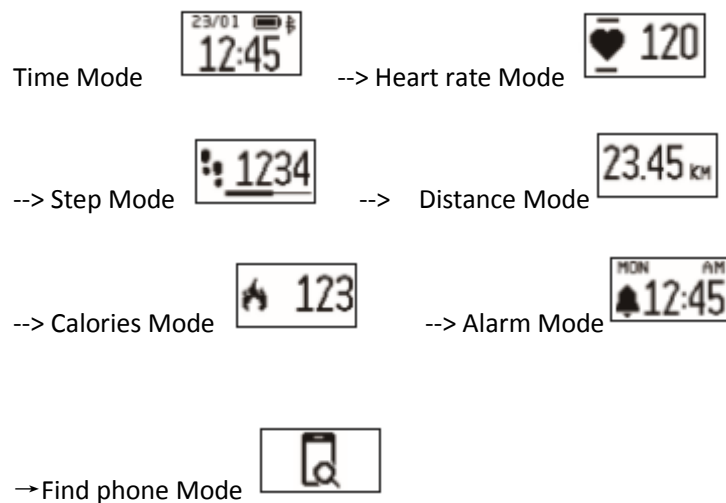 23/01
12:45
Time Mode --> Heart rate Mode 120
--> Step Mode 1234 --> Distance Mode 23.45 KM
--> Calories Mode 123 --> Alarm Mode MON AM
12:45
→Find phone Mode